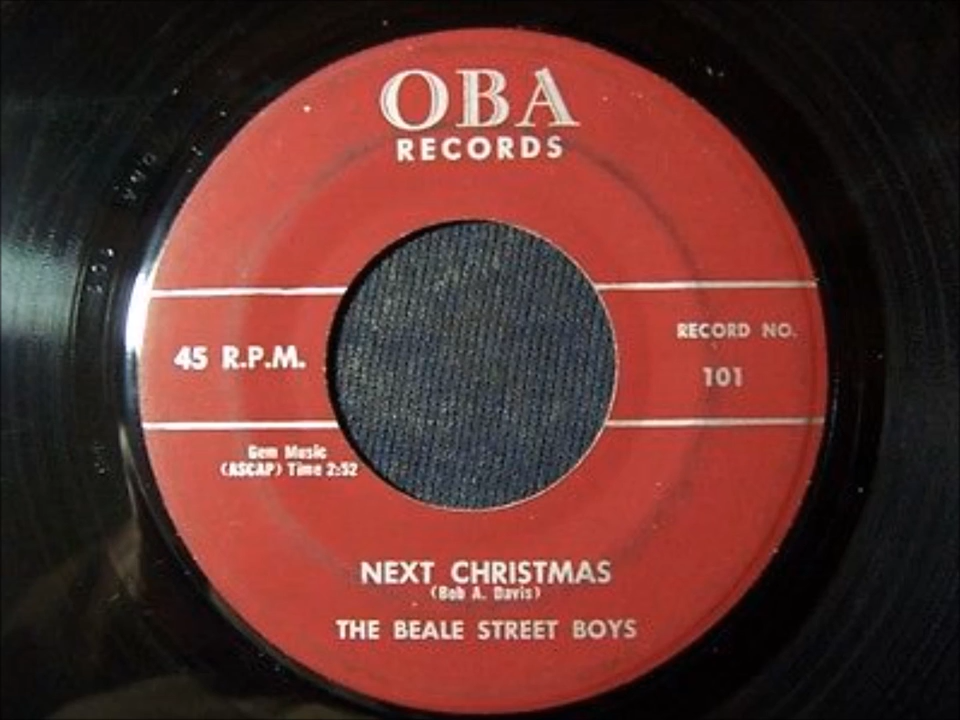 OBA
RECORDS
45 R.P.M.
RECORD NO.
101
Gem Music
(ASCAP) Time 2:52
NEXT CHRISTMAS
(Bob A. Davis)
THE BEALE STREET BOYS